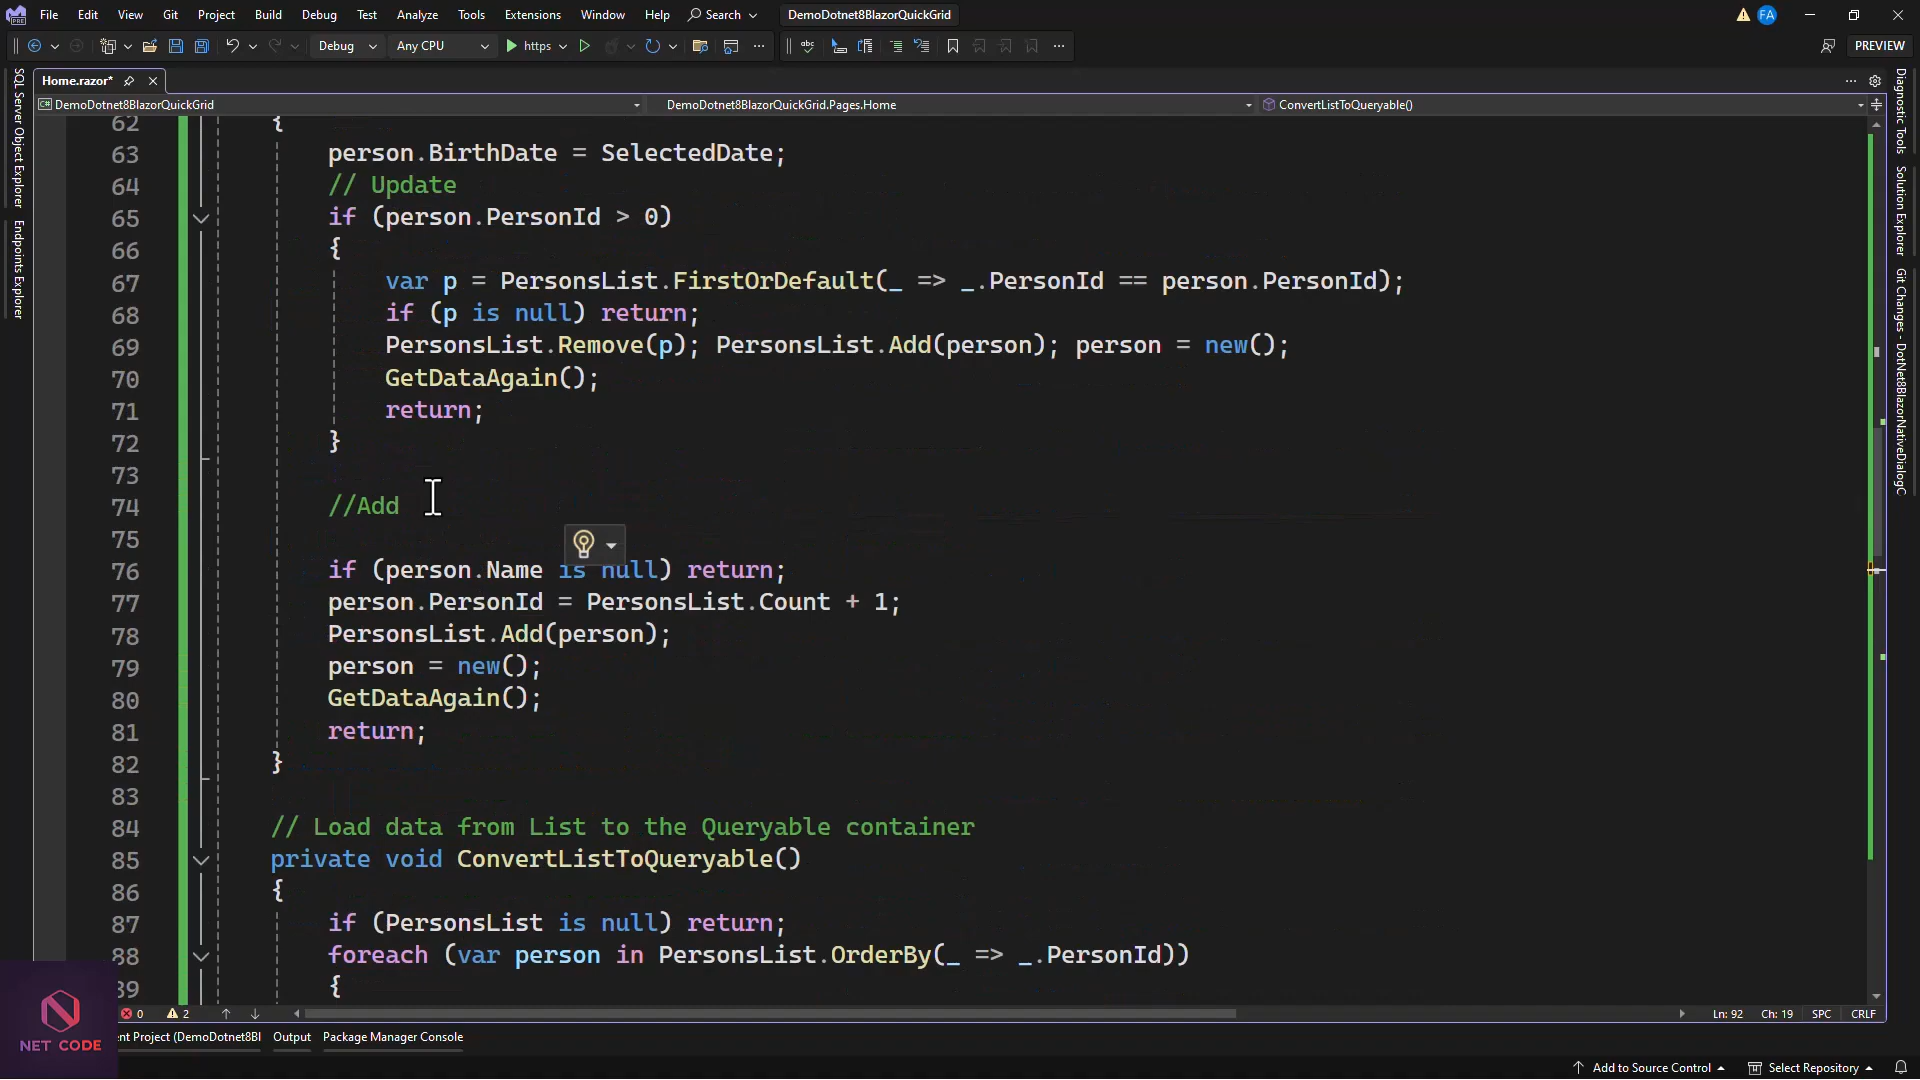 File Edit View Git Project Build Debug Test Analyze Tools Extensions Window Help Search DemoDotnet8BlazorQuickGrid FA
Debug Any CPU https PREVIEW
Home.razor*
DemoDotnet8BlazorQuickGrid DemoDotnet8BlazorQuickGrid.Pages.Home ConvertListToQueryable()
SQL Server Object Explorer
Endpoints Explorer
62 {
63 person.BirthDate = SelectedDate;
64 // Update
65 if (person.PersonId > 0)
66 {
67 var p = PersonsList.FirstOrDefault(_ => _.PersonId == person.PersonId);
68 if (p is null) return;
69 PersonsList.Remove(p); PersonsList.Add(person); person = new();
70 GetDataAgain();
71 return;
72 }
73
74 //Add
75
76 if (person.Name is null) return;
77 person.PersonId = PersonsList.Count + 1;
78 PersonsList.Add(person);
79 person = new();
80 GetDataAgain();
81 return;
82 }
83
84 // Load data from List to the Queryable container
85 private void ConvertListToQueryable()
86 {
87 if (PersonsList is null) return;
88 foreach (var person in PersonsList.OrderBy(_ => _.PersonId))
89 {
Diagnostic Tools
Solution Explorer
Git Changes - DotNet8BlazorNativeDialogC
0 2 Ln: 92 Ch: 19 SPC CRLF
ent Project (DemoDotnet8Bl Output Package Manager Console
NET CODE
Add to Source Control Select Repository